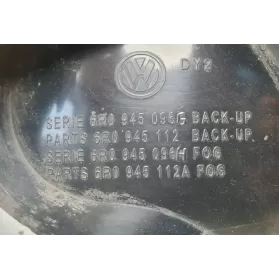 DYZ
SERIE 6R0 945 096G BACK-UP
PARTS 6R0 945 112 BACK-UP.
SERIE 6R0 945 096H FOG
PARTS 6R0 945 112A FOG